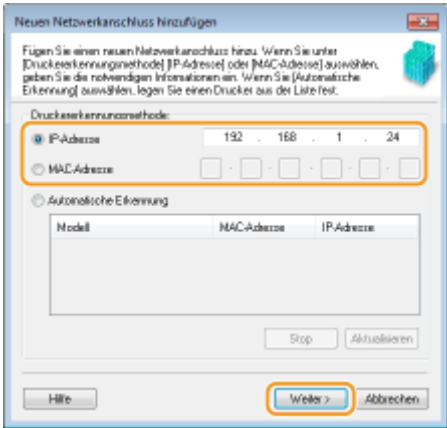 Neuen Netzwerkanschluss hinzufügen
Fügen Sie einen neuen Netzwerkanschluss hinzu. Wenn Sie unter
[Druckererkennungsmethode] [IP-Adresse] oder [MAC-Adresse] auswählen,
geben Sie die notwendigen Informationen ein. Wenn Sie [Automatische
Erkennung] auswählen, legen Sie einen Drucker aus der Liste fest.
Druckererkennungsmethode:
IP-Adresse 192 . 168 . 1 . 24
MAC-Adresse - - - - -
Automatische Erkennung
Modell MAC-Adresse IP-Adresse
Stop Aktualisieren
Hilfe Weiter > Abbrechen